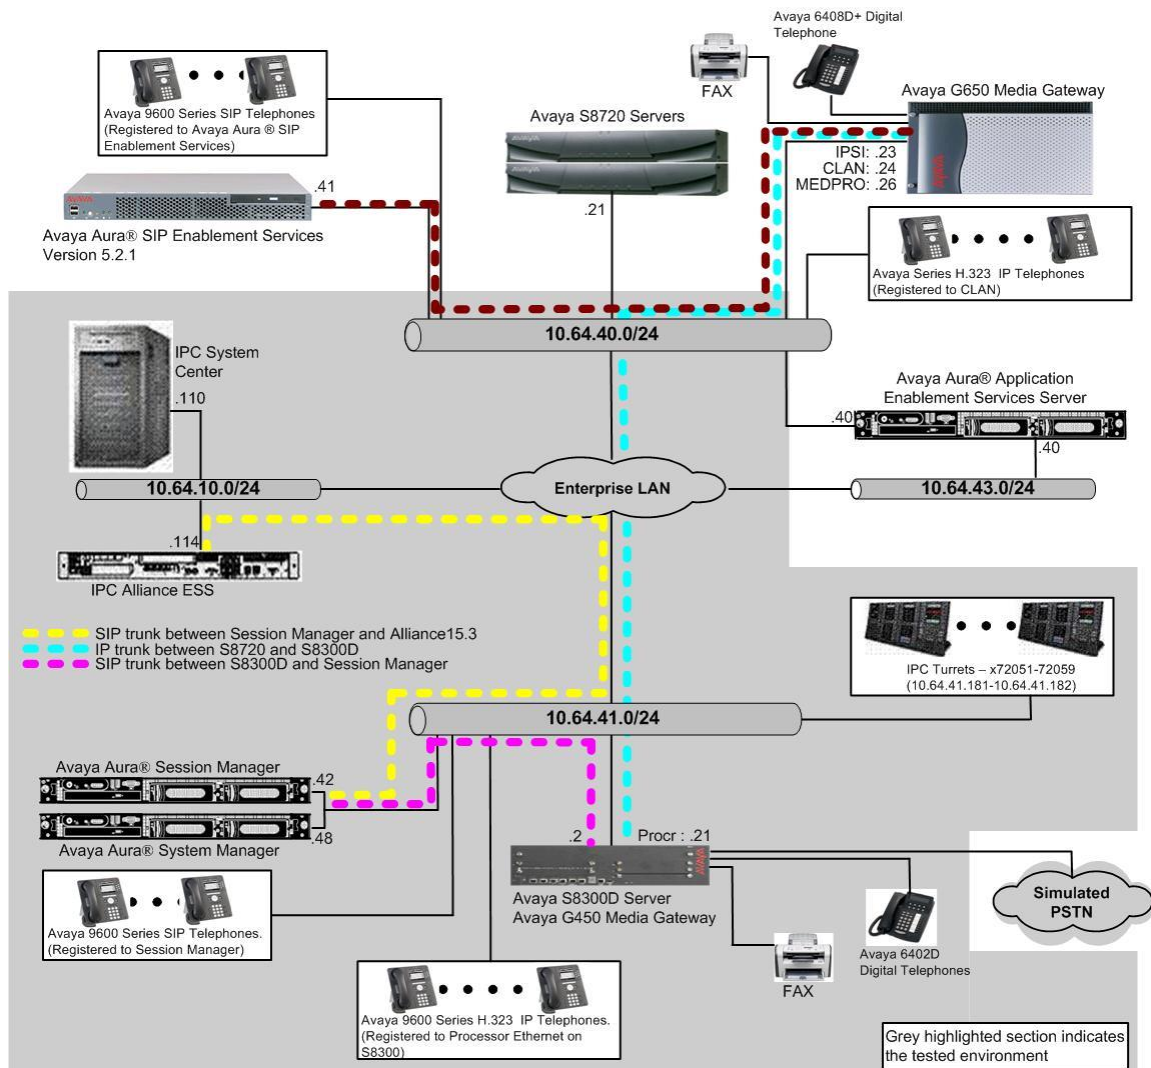 Avaya 6408D+ Digital
Telephone
FAX
Avaya G650 Media Gateway
Avaya 9600 Series SIP Telephones
(Registered to Avaya Aura ® SIP
Enablement Services)
Avaya S8720 Servers
IPSI: .23
CLAN: .24
MEDPRO: .26
.41
.21
Avaya Aura® SIP Enablement Services
Version 5.2.1
Avaya Series H.323 IP Telephones
(Registered to CLAN)
10.64.40.0/24
IPC System
Center
.110
Avaya Aura® Application
Enablement Services Server
.40
.40
10.64.10.0/24
Enterprise LAN
10.64.43.0/24
.114
IPC Alliance ESS
SIP trunk between Session Manager and Alliance15.3
IP trunk between S8720 and S8300D
SIP trunk between S8300D and Session Manager
IPC Turrets – x72051-72059
(10.64.41.181-10.64.41.182)
10.64.41.0/24
Avaya Aura® Session Manager
.42
.48
Avaya Aura® System Manager
.2
Procr : .21
Avaya S8300D Server
Avaya G450 Media Gateway
Simulated
PSTN
Avaya 9600 Series SIP Telephones.
(Registered to Session Manager)
Avaya 6402D
Digital Telephones
FAX
Avaya 9600 Series H.323 IP Telephones.
(Registered to Processor Ethernet on
S8300)
Grey highlighted section indicates
the tested environment